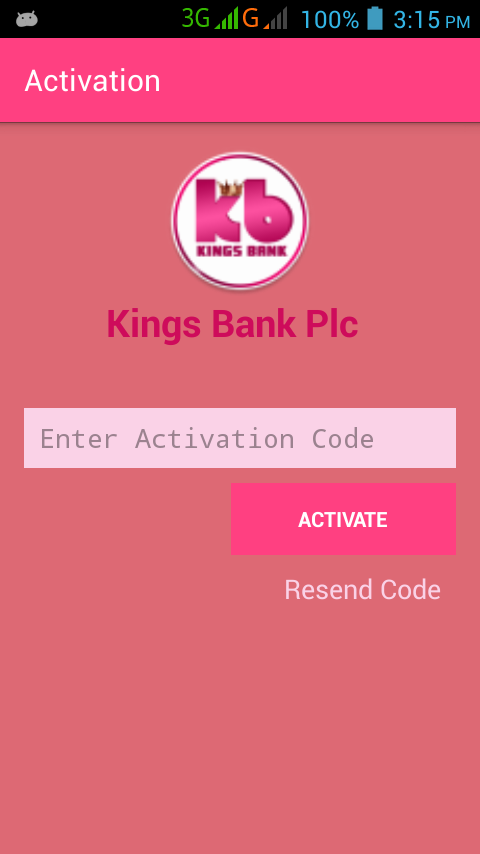 3G G 100% 3:15 PM
Activation
kb
KINGS BANK
Kings Bank Plc
Enter Activation Code
ACTIVATE
Resend Code